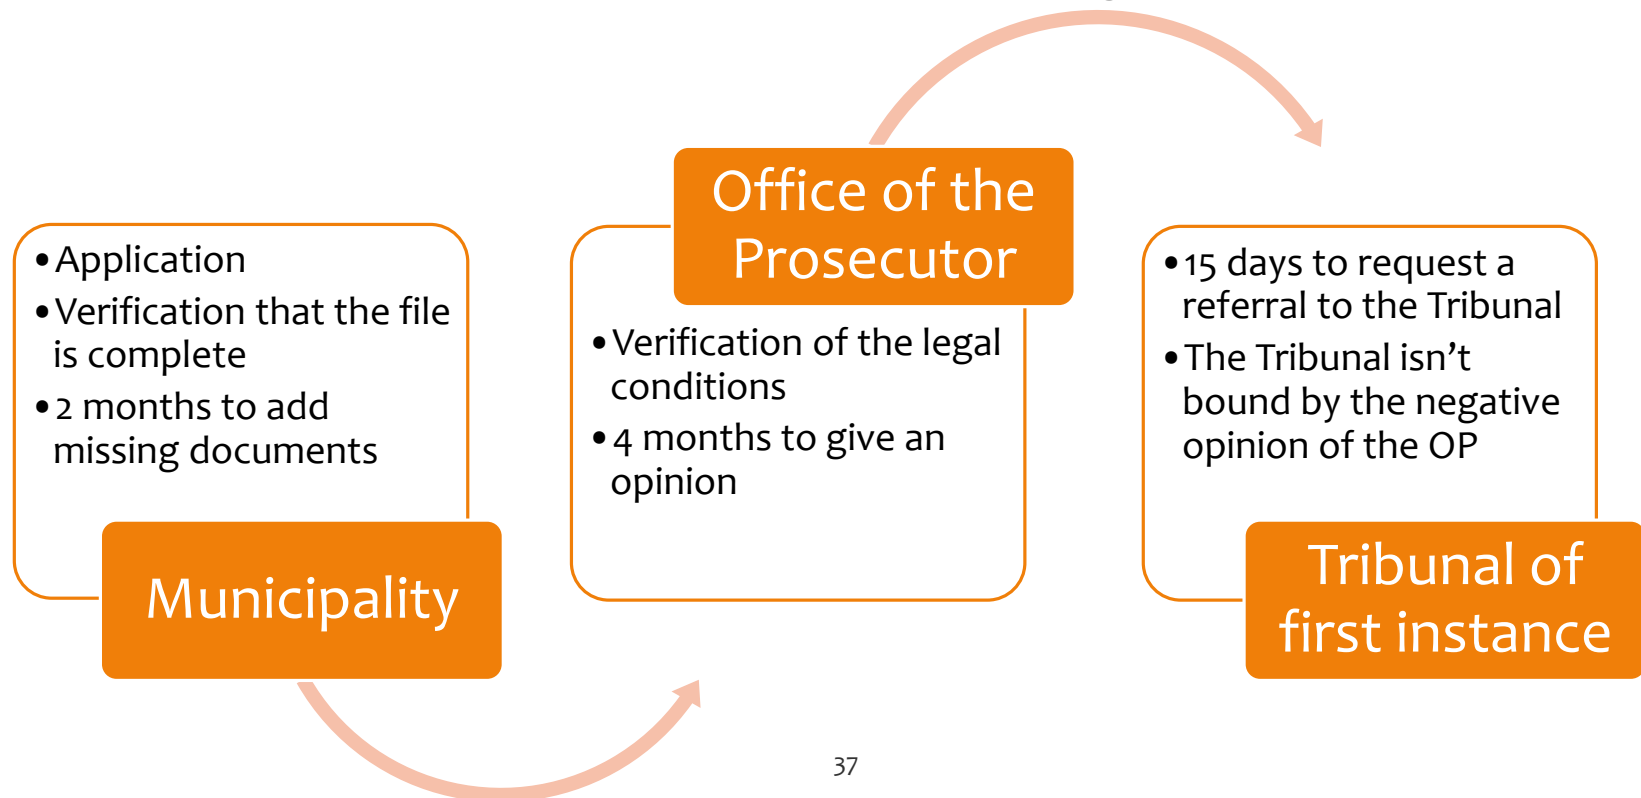 •Application
•Verification that the file
is complete
•2 months to add
missing documents
Municipality
Office of the
Prosecutor
•Verification of the legal
conditions
•4 months to give an
opinion
•15 days to request a
referral to the Tribunal
•The Tribunal isn’t
bound by the negative
opinion of the OP
Tribunal of
first instance
37